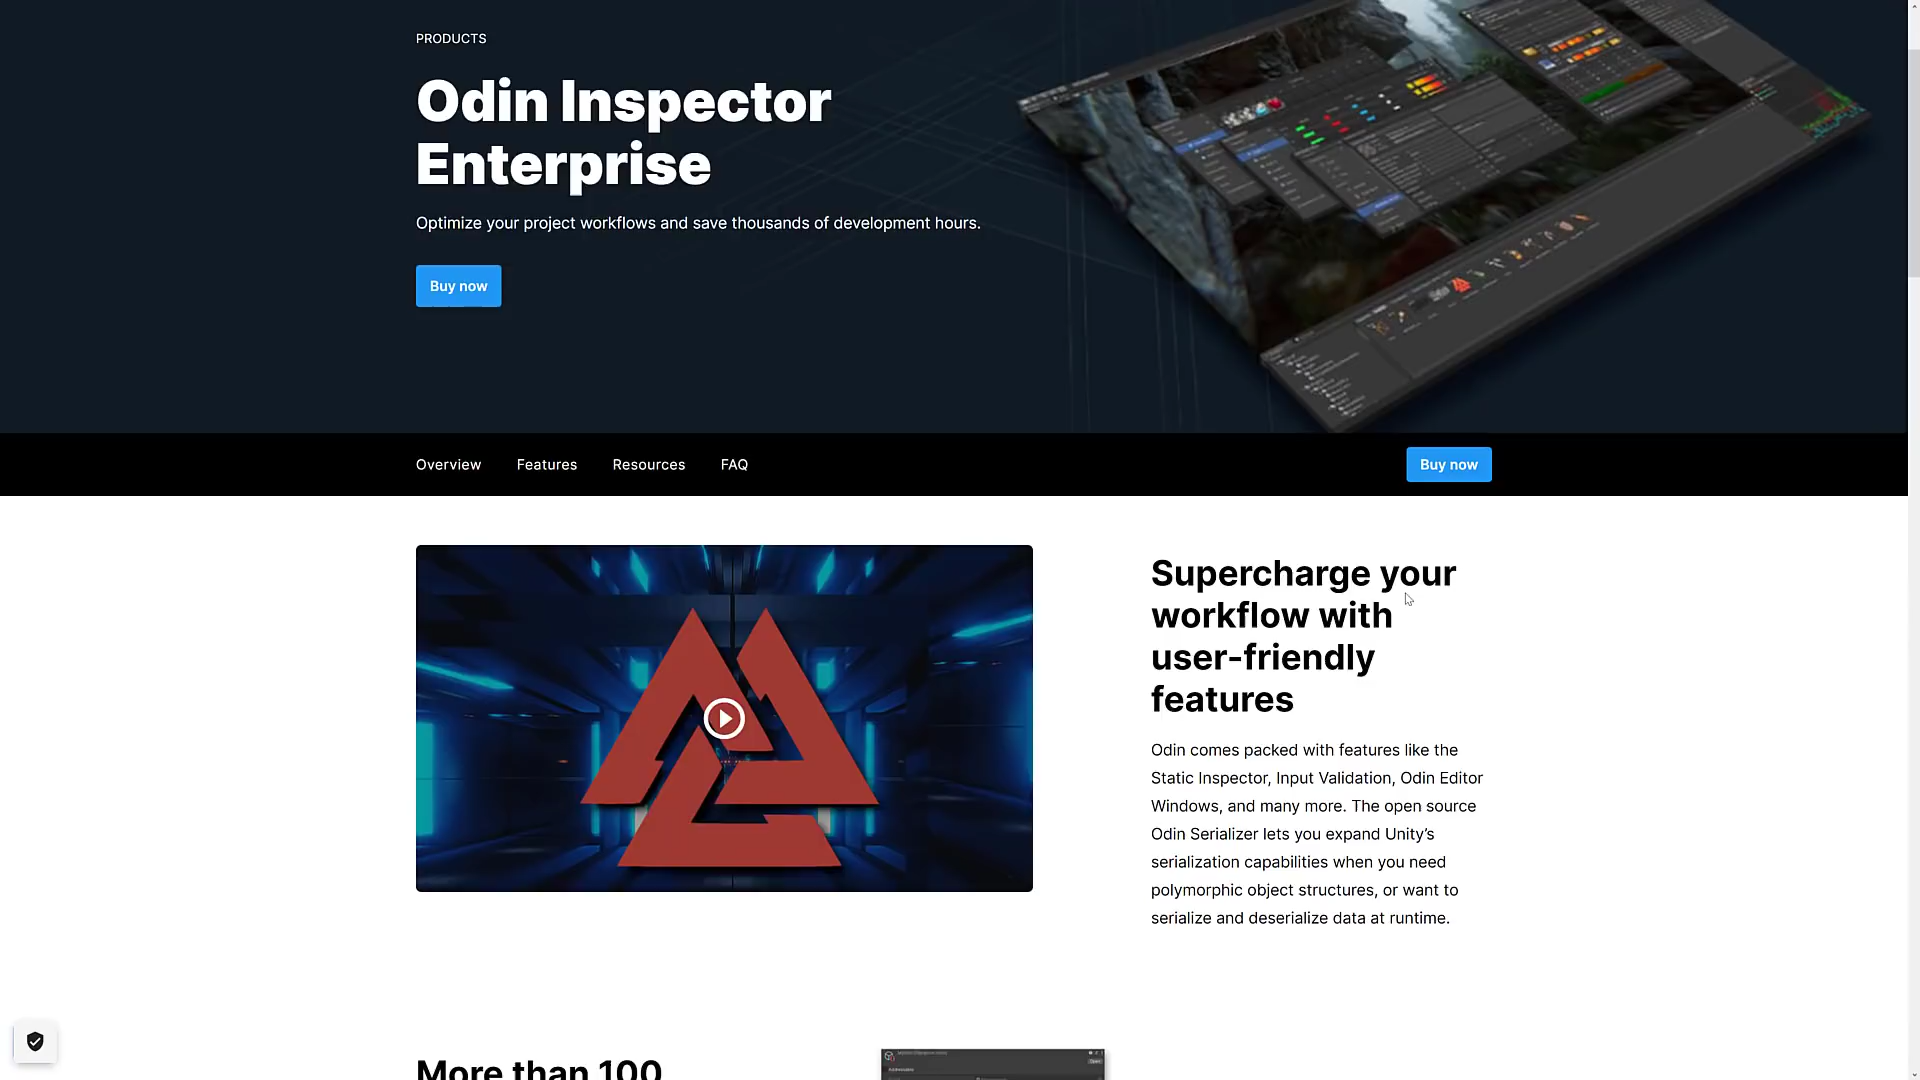 PRODUCTS
Odin Inspector
Enterprise
Optimize your project workflows and save thousands of development hours.
Buy now
Overview
Features
Resources
FAQ
Buy now
Supercharge your
workflow with
user-friendly
features
Odin comes packed with features like the
Static Inspector, Input Validation, Odin Editor
Windows, and many more. The open source
Odin Serializer lets you expand Unity’s
serialization capabilities when you need
polymorphic object structures, or want to
serialize and deserialize data at runtime.
More than 100